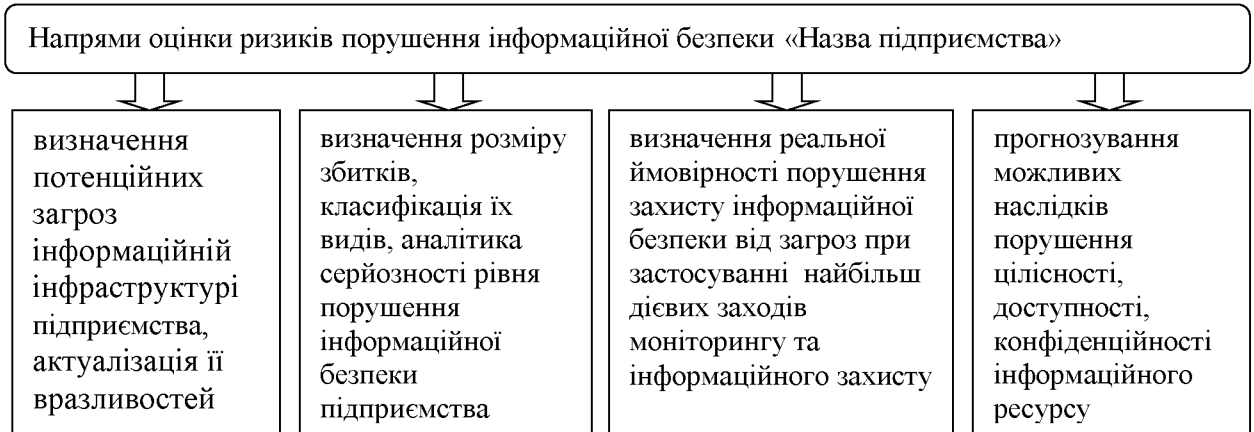 Напрями оцінки ризиків порушення інформаційної безпеки «Назва підприємства»
визначення
потенційних
загроз
інформаційній
інфраструктурі
підприємства,
актуалізація її
вразливостей
визначення розміру
збитків,
класифікація їх
видів, аналітика
серйозності рівня
порушення
інформаційної
безпеки
підприємства
визначення реальної
ймовірності порушення
захисту інформаційної
безпеки від загроз при
застосуванні найбільш
дієвих заходів
моніторингу та
інформаційного захисту
прогнозування
можливих
наслідків
порушення
цілісності,
доступності,
конфіденційності
інформаційного
ресурсу